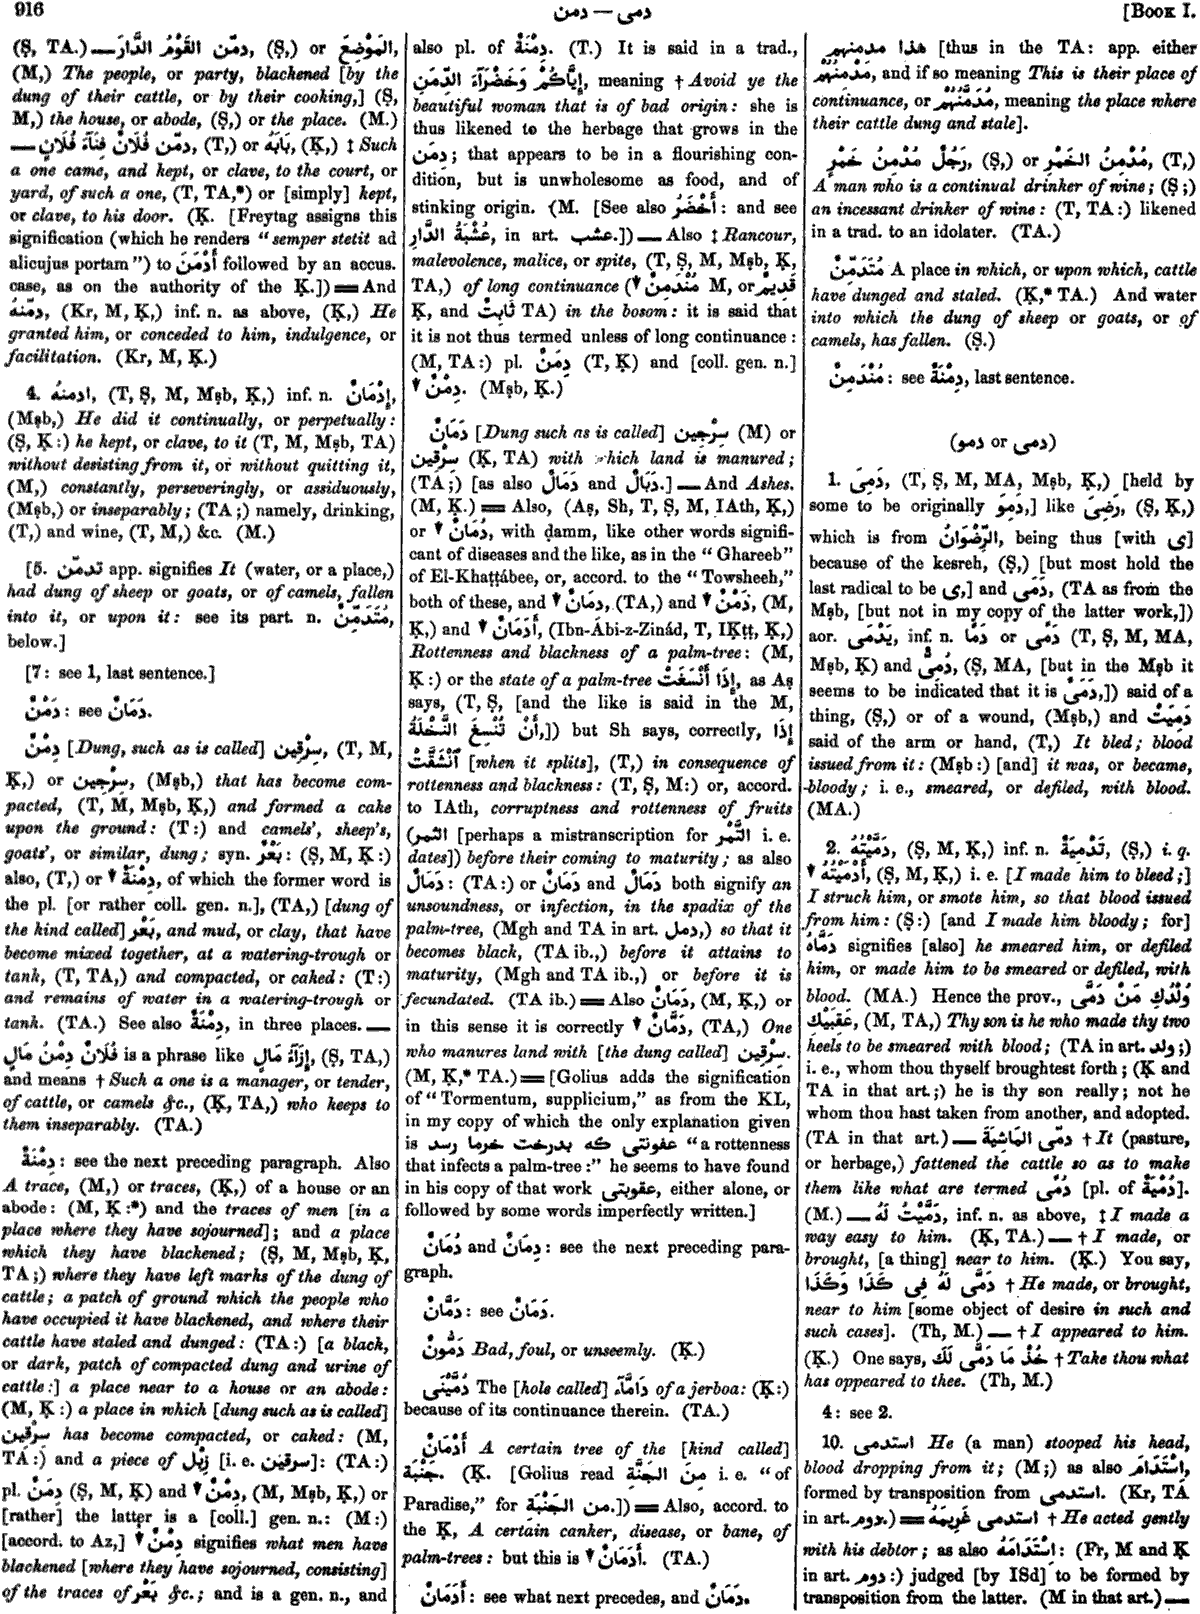 916
دمن — دمى
[Book I.
(Ṣ, TA.) — دمّن القَوْمُ الدَّارَ, (Ṣ,) or المَوْضِعَ,
(M,) The people, or party, blackened [by the
dung of their cattle, or by their cooking,] (Ṣ,
M,) the house, or abode, (Ṣ,) or the place. (M.)
— دمّن فُلَانٌ فِنَآءَ فُلَانٍ, (T,) or بَابَهُ, (Ḳ,) ‡ Such
a one came, and kept, or clave, to the court, or
yard, of such a one, (T, TA,*) or [simply] kept,
or clave, to his door. (Ḳ. [Freytag assigns this
signification (which he renders “semper stetit ad
alicujus portam”) to أَدْمَنَ followed by an accus.
case, as on the authority of the Ḳ.]) ═ And
دمّنهُ, (Kr, M, Ḳ,) inf. n. as above, (Ḳ,) He
granted him, or conceded to him, indulgence, or
facilitation. (Kr, M, Ḳ.)
4. ادمنهُ, (T, Ṣ, M, Mṣb, Ḳ,) inf. n. إِدْمَانٌ,
(Mṣb,) He did it continually, or perpetually:
(Ṣ, Ḳ:) he kept, or clave, to it (T, M, Mṣb, TA)
without desisting from it, or without quitting it,
(M,) constantly, perseveringly, or assiduously,
(Mṣb,) or inseparably; (TA;) namely, drinking,
(T,) and wine, (T, M,) &c. (M.)
[5. تدمّن app. signifies It (water, or a place,)
had dung of sheep or goats, or of camels, fallen
into it, or upon it: see its part. n. مُتَدَمِّنٌ,
below.]
[7: see 1, last sentence.]
دَمْنٌ: see دَمَانٌ.
دِمْنٌ [Dung, such as is called] سِرْقِين, (T, M,
Ḳ,) or سِرْجِين, (Mṣb,) that has become com-
pacted, (T, M, Mṣb, Ḳ,) and formed a cake
upon the ground: (T:) and camels’, sheep’s,
goats’, or similar, dung; syn. بَعْرٌ: (Ṣ, M, Ḳ:)
also, (T,) or ▾ دِمْنَةٌ, of which the former word is
the pl. [or rather coll. gen. n.], (TA,) [dung of
the kind called] بَعَر, and mud, or clay, that have
become mixed together, at a watering-trough or
tank, (T, TA,) and compacted, or caked: (T:)
and remains of water in a watering-trough or
tank. (TA.) See also دِمْنَةٌ, in three places. —
فُلَانٌ دِمْنُ مَالٍ is a phrase like إِزَآءُ مَالٍ, (Ṣ, TA,)
and means † Such a one is a manager, or tender,
of cattle, or camels &c., (Ḳ, TA,) who keeps to
them inseparably. (TA.)
دِمْنَةٌ: see the next preceding paragraph. Also
A trace, (M,) or traces, (Ḳ,) of a house or an
abode: (M, Ḳ:*) and the traces of men [in a
place where they have sojourned]; and a place
which they have blackened; (Ṣ, M, Mṣb, Ḳ,
TA;) where they have left marks of the dung of
cattle; a patch of ground which the people who
have occupied it have blackened, and where their
cattle have staled and dunged: (TA:) [a black,
or dark, patch of compacted dung and urine of
cattle:] a place near to a house or an abode:
(M, Ḳ:) a place in which [dung such as is called]
سِرْقِين has become compacted, or caked: (M,
TA:) and a piece of زِبْل [i. e. سرقين]: (TA:)
pl. دِمَنٌ (Ṣ, M, Ḳ) and ▾ دِمْنٌ, (M, Mṣb, Ḳ,) or
[rather] the latter is a [coll.] gen. n.: (M:)
[accord. to Az,] ▾ دِمْنٌ signifies what men have
blackened [where they have sojourned, consisting]
of the traces of بَعَر &c.; and is a gen. n., and
also pl. of دِمْنَةٌ. (T.) It is said in a trad.,
إِيَّاكُمْ وَخَضْرَآءَ الدِّمَنِ, meaning † Avoid ye the
beautiful woman that is of bad origin: she is
thus likened to the herbage that grows in the
دِمَن; that appears to be in a flourishing con-
dition, but is unwholesome as food, and of
stinking origin. (M. [See also أَخْضَرُ: and see
عُشْبَةُ الدَّارِ, in art. عشب.]) — Also ‡ Rancour,
malevolence, malice, or spite, (T, Ṣ, M, Mṣb, Ḳ,
TA,) of long continuance (▾ مُنْدَمِنٌ M, or قَدِيمٌ
Ḳ, and ثَابِتٌ TA) in the bosom: it is said that
it is not thus termed unless of long continuance:
(M, TA:) pl. دِمَنٌ (T, Ḳ) and [coll. gen. n.]
▾ دِمْنٌ. (Mṣb, Ḳ.)
دَمَانٌ [Dung such as is called] سِرْجِين (M) or
سِرْقِين (Ḳ, TA) with which land is manured;
(TA;) [as also دَمَالٌ and دَبَالٌ.] — And Ashes.
(M, Ḳ.) ═ Also, (Aṣ, Sh, T, Ṣ, M, IAth, Ḳ,)
or ▾ دُمَانٌ, with ḍamm, like other words signifi-
cant of diseases and the like, as in the “Ghareeb”
of El-Khaṭṭábee, or, accord. to the “Towsheeh,”
both of these, and ▾ دِمَانٌ, (TA,) and ▾ دَمْنٌ, (M,
Ḳ,) and ▾ أَدَمَانٌ, (Ibn-Ábi-z-Zinád, T, IḲṭṭ, Ḳ,)
Rottenness and blackness of a palm-tree: (M,
Ḳ:) or the state of a palm-tree إِذَا أَنْسَغَتْ, as Aṣ
says, (T, Ṣ, [and the like is said in the M,
أَنْ تُنْسِغَ النَّخْلَةُ,]) but Sh says, correctly, إِذَا
ٱنْشَقَّتْ [when it splits], (T,) in consequence of
rottenness and blackness: (T, Ṣ, M:) or, accord.
to IAth, corruptness and rottenness of fruits
(الثمر [perhaps a mistranscription for التَّمْر i. e.
dates]) before their coming to maturity; as also
دَمَالٌ: (TA:) or دَمَانٌ and دَمَالٌ both signify an
unsoundness, or infection, in the spadix of the
palm-tree, (Mgh and TA in art. دمل,) so that it
becomes black, (TA ib.,) before it attains to
maturity, (Mgh and TA ib.,) or before it is
fecundated. (TA ib.) ═ Also دَمَانٌ, (M, Ḳ,) or
in this sense it is correctly ▾ دَمَّانٌ, (TA,) One
who manures land with [the dung called] سِرْقِين.
(M, Ḳ,* TA.) ═ [Golius adds the signification
of “Tormentum, supplicium,” as from the KL,
in my copy of which the only explanation given
is عفونتى كه بدرخت خرما رسد “a rottenness
that infects a palm-tree:” he seems to have found
in his copy of that work عقوبتى, either alone, or
followed by some words imperfectly written.]
دُمَانٌ and دِمَانٌ: see the next preceding para-
graph.
دَمَّانٌ: see دَمَانٌ.
دَمُّونٌ Bad, foul, or unseemly. (Ḳ.)
دُمَّيْنَى The [hole called] دَامَّآء of a jerboa: (Ḳ:)
because of its continuance therein. (TA.)
أَدْمَانٌ A certain tree of the [kind called]
جَنْبَة. (Ḳ. [Golius read مِنَ الجَنَّةِ i. e. “of
Paradise,” for من الجَنْبَةِ.]) ═ Also, accord. to
the Ḳ, A certain canker, disease, or bane, of
palm-trees: but this is ▾ أَدَمَانٌ. (TA.)
أَدَمَانٌ: see what next precedes, and دَمَانٌ.
هٰذا مدمنهم [thus in the TA: app. either
مُدْمَنُهُمْ, and if so meaning This is their place of
continuance, or مُدَمَّنُهُمْ, meaning the place where
their cattle dung and stale].
رَجُلٌ مُدْمِنُ خَمْرٍ, (Ṣ,) or مُدْمِنُ الخَمْرِ, (T,)
A man who is a continual drinker of wine; (Ṣ;)
an incessant drinker of wine: (T, TA:) likened
in a trad. to an idolater. (TA.)
مُتَدَمِّنٌ A place in which, or upon which, cattle
have dunged and staled. (Ḳ,* TA.) And water
into which the dung of sheep or goats, or of
camels, has fallen. (Ṣ.)
مُنْدَمِنٌ: see دِمْنَةٌ, last sentence.
(دمى or دمو)
1. دَمِىَ, (T, Ṣ, M, MA, Mṣb, Ḳ,) [held by
some to be originally دَمِوَ,] like رَضِىَ, (Ṣ, Ḳ,)
which is from الرِّضْوَانُ, being thus [with ى]
because of the kesreh, (Ṣ,) [but most hold the
last radical to be ى,] and دَمَى, (TA as from the
Mṣb, [but not in my copy of the latter work,])
aor. يَدْمَى, inf. n. دَمًا or دَمًى (T, Ṣ, M, MA,
Mṣb, Ḳ) and دُمِىٌّ, (Ṣ, MA, [but in the Mṣb it
seems to be indicated that it is دَمْىٌ,]) said of a
thing, (Ṣ,) or of a wound, (Mṣb,) and دَمِيَتْ
said of the arm or hand, (T,) It bled; blood
issued from it: (Mṣb:) [and] it was, or became,
bloody; i. e., smeared, or defiled, with blood.
(MA.)
2. دَمَّيْتُهُ, (Ṣ, M, Ḳ,) inf. n. تَدْمِيَةٌ, (Ṣ,) i. q.
▾ أَدْمَيْتُهُ, (Ṣ, M, Ḳ,) i. e. [I made him to bleed;]
I struck him, or smote him, so that blood issued
from him: (Ṣ:) [and I made him bloody; for]
دَمَّاهُ signifies [also] he smeared him, or defiled
him, or made him to be smeared or defiled, with
blood. (MA.) Hence the prov., وُلْدُكِ مَنْ دَمَّى
عَقِبَيْكِ, (M, TA,) Thy son is he who made thy two
heels to be smeared with blood; (TA in art. ولد;)
i. e., whom thou thyself broughtest forth; (Ḳ and
TA in that art.;) he is thy son really; not he
whom thou hast taken from another, and adopted.
(TA in that art.) — دمّى المَاشِيَةَ † It (pasture,
or herbage,) fattened the cattle so as to make
them like what are termed دُمًى [pl. of دُمْيَةٌ].
(M.) — دَمَّيْتُ لَهُ, inf. n. as above, ‡ I made a
way easy to him. (Ḳ, TA.) — † I made, or
brought, [a thing] near to him. (Ḳ.) You say,
دَمَّى لَهُ فِى كَذَا وَكَذَا † He made, or brought,
near to him [some object of desire in such and
such cases]. (Th, M.) — † I appeared to him.
(Ḳ.) One says, خُذْ مَا دَمَّى لَكَ † Take thou what
has oppeared to thee. (Th, M.)
4: see 2.
10. استدمى He (a man) stooped his head,
blood dropping from it; (M;) as also اِسْتَدَامَ,
formed by transposition from استدمى. (Kr, TA
in art. دوم.) ═ استدمى غَرِيمَهُ † He acted gently
with his debtor; as also اِسْتَدَامَهُ: (Fr, M and Ḳ
in art. دوم:) judged [by ISd] to be formed by
transposition from the latter. (M in that art.) —